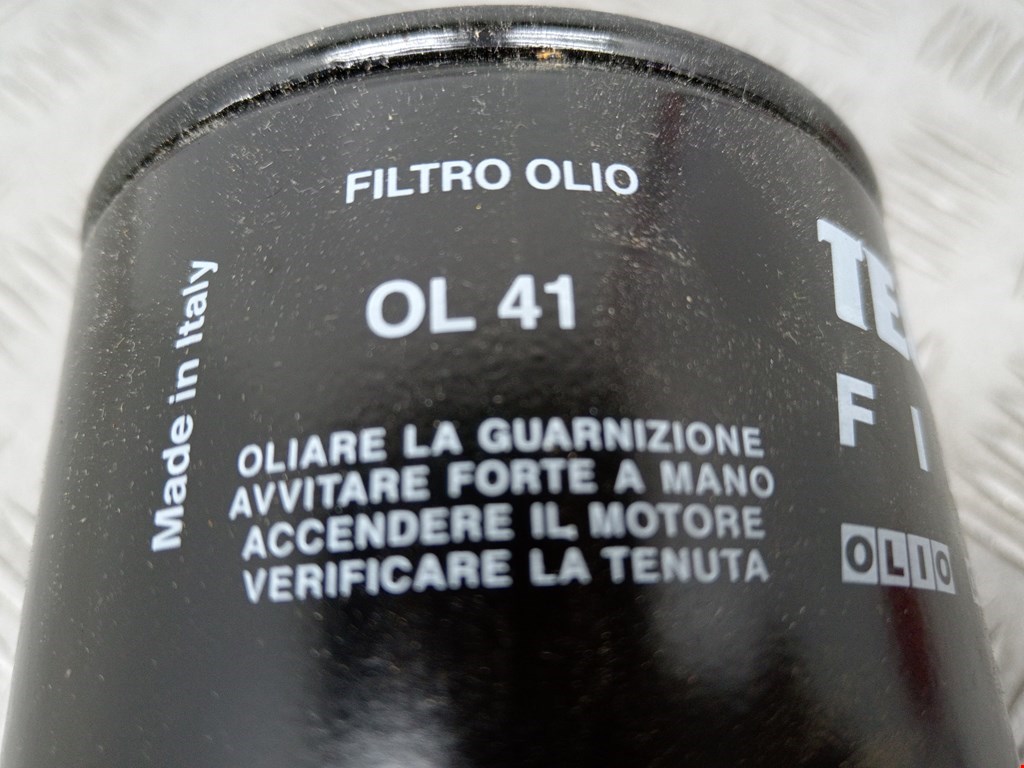 FILTRO OLIO
OL 41
Made in Italy
OLIARE LA GUARNIZIONE
AVVITARE FORTE A MANO
ACCENDERE IL MOTORE
VERIFICARE LA TENUTA
OLIO